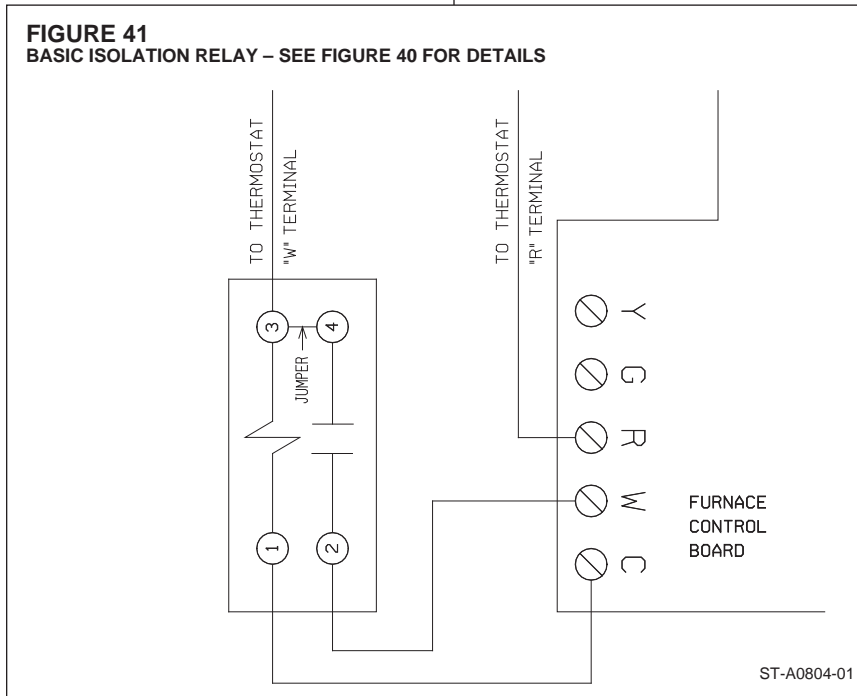 FIGURE 41
BASIC ISOLATION RELAY – SEE FIGURE 40 FOR DETAILS
TO THERMOSTAT
"W" TERMINAL
TO THERMOSTAT
"R" TERMINAL
3
4
JUMPER
1
2
Y
G
R
W
C
FURNACE
CONTROL
BOARD
ST-A0804-01